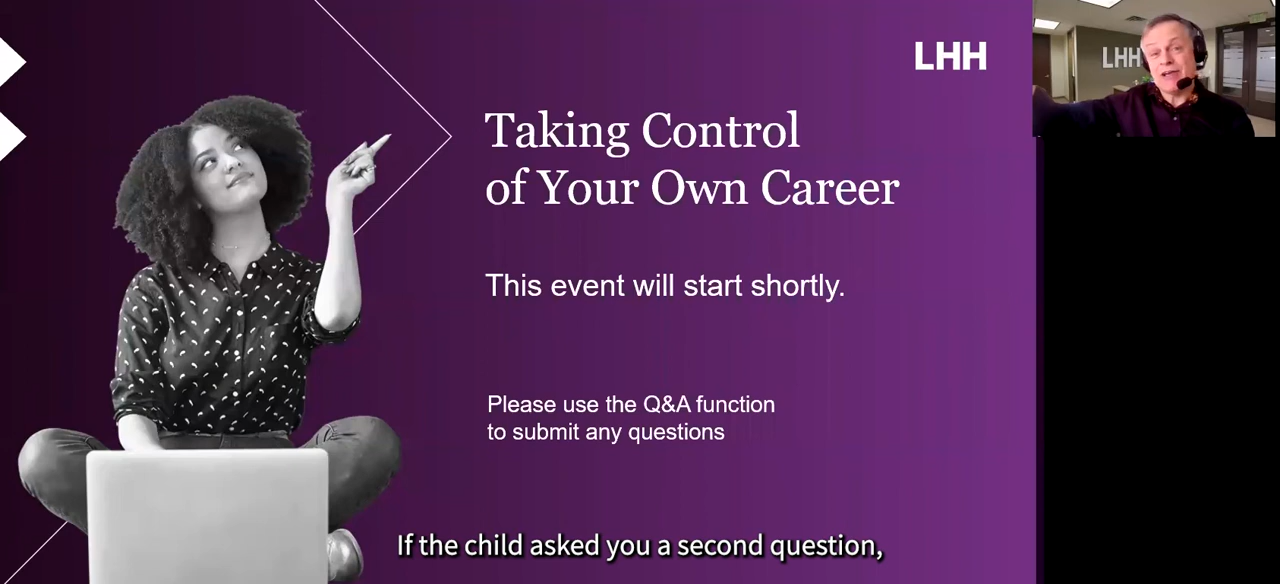 LHH
LHH
Taking Control
of Your Own Career
This event will start shortly.
Please use the Q&A function
to submit any questions
If the child asked you a second question,